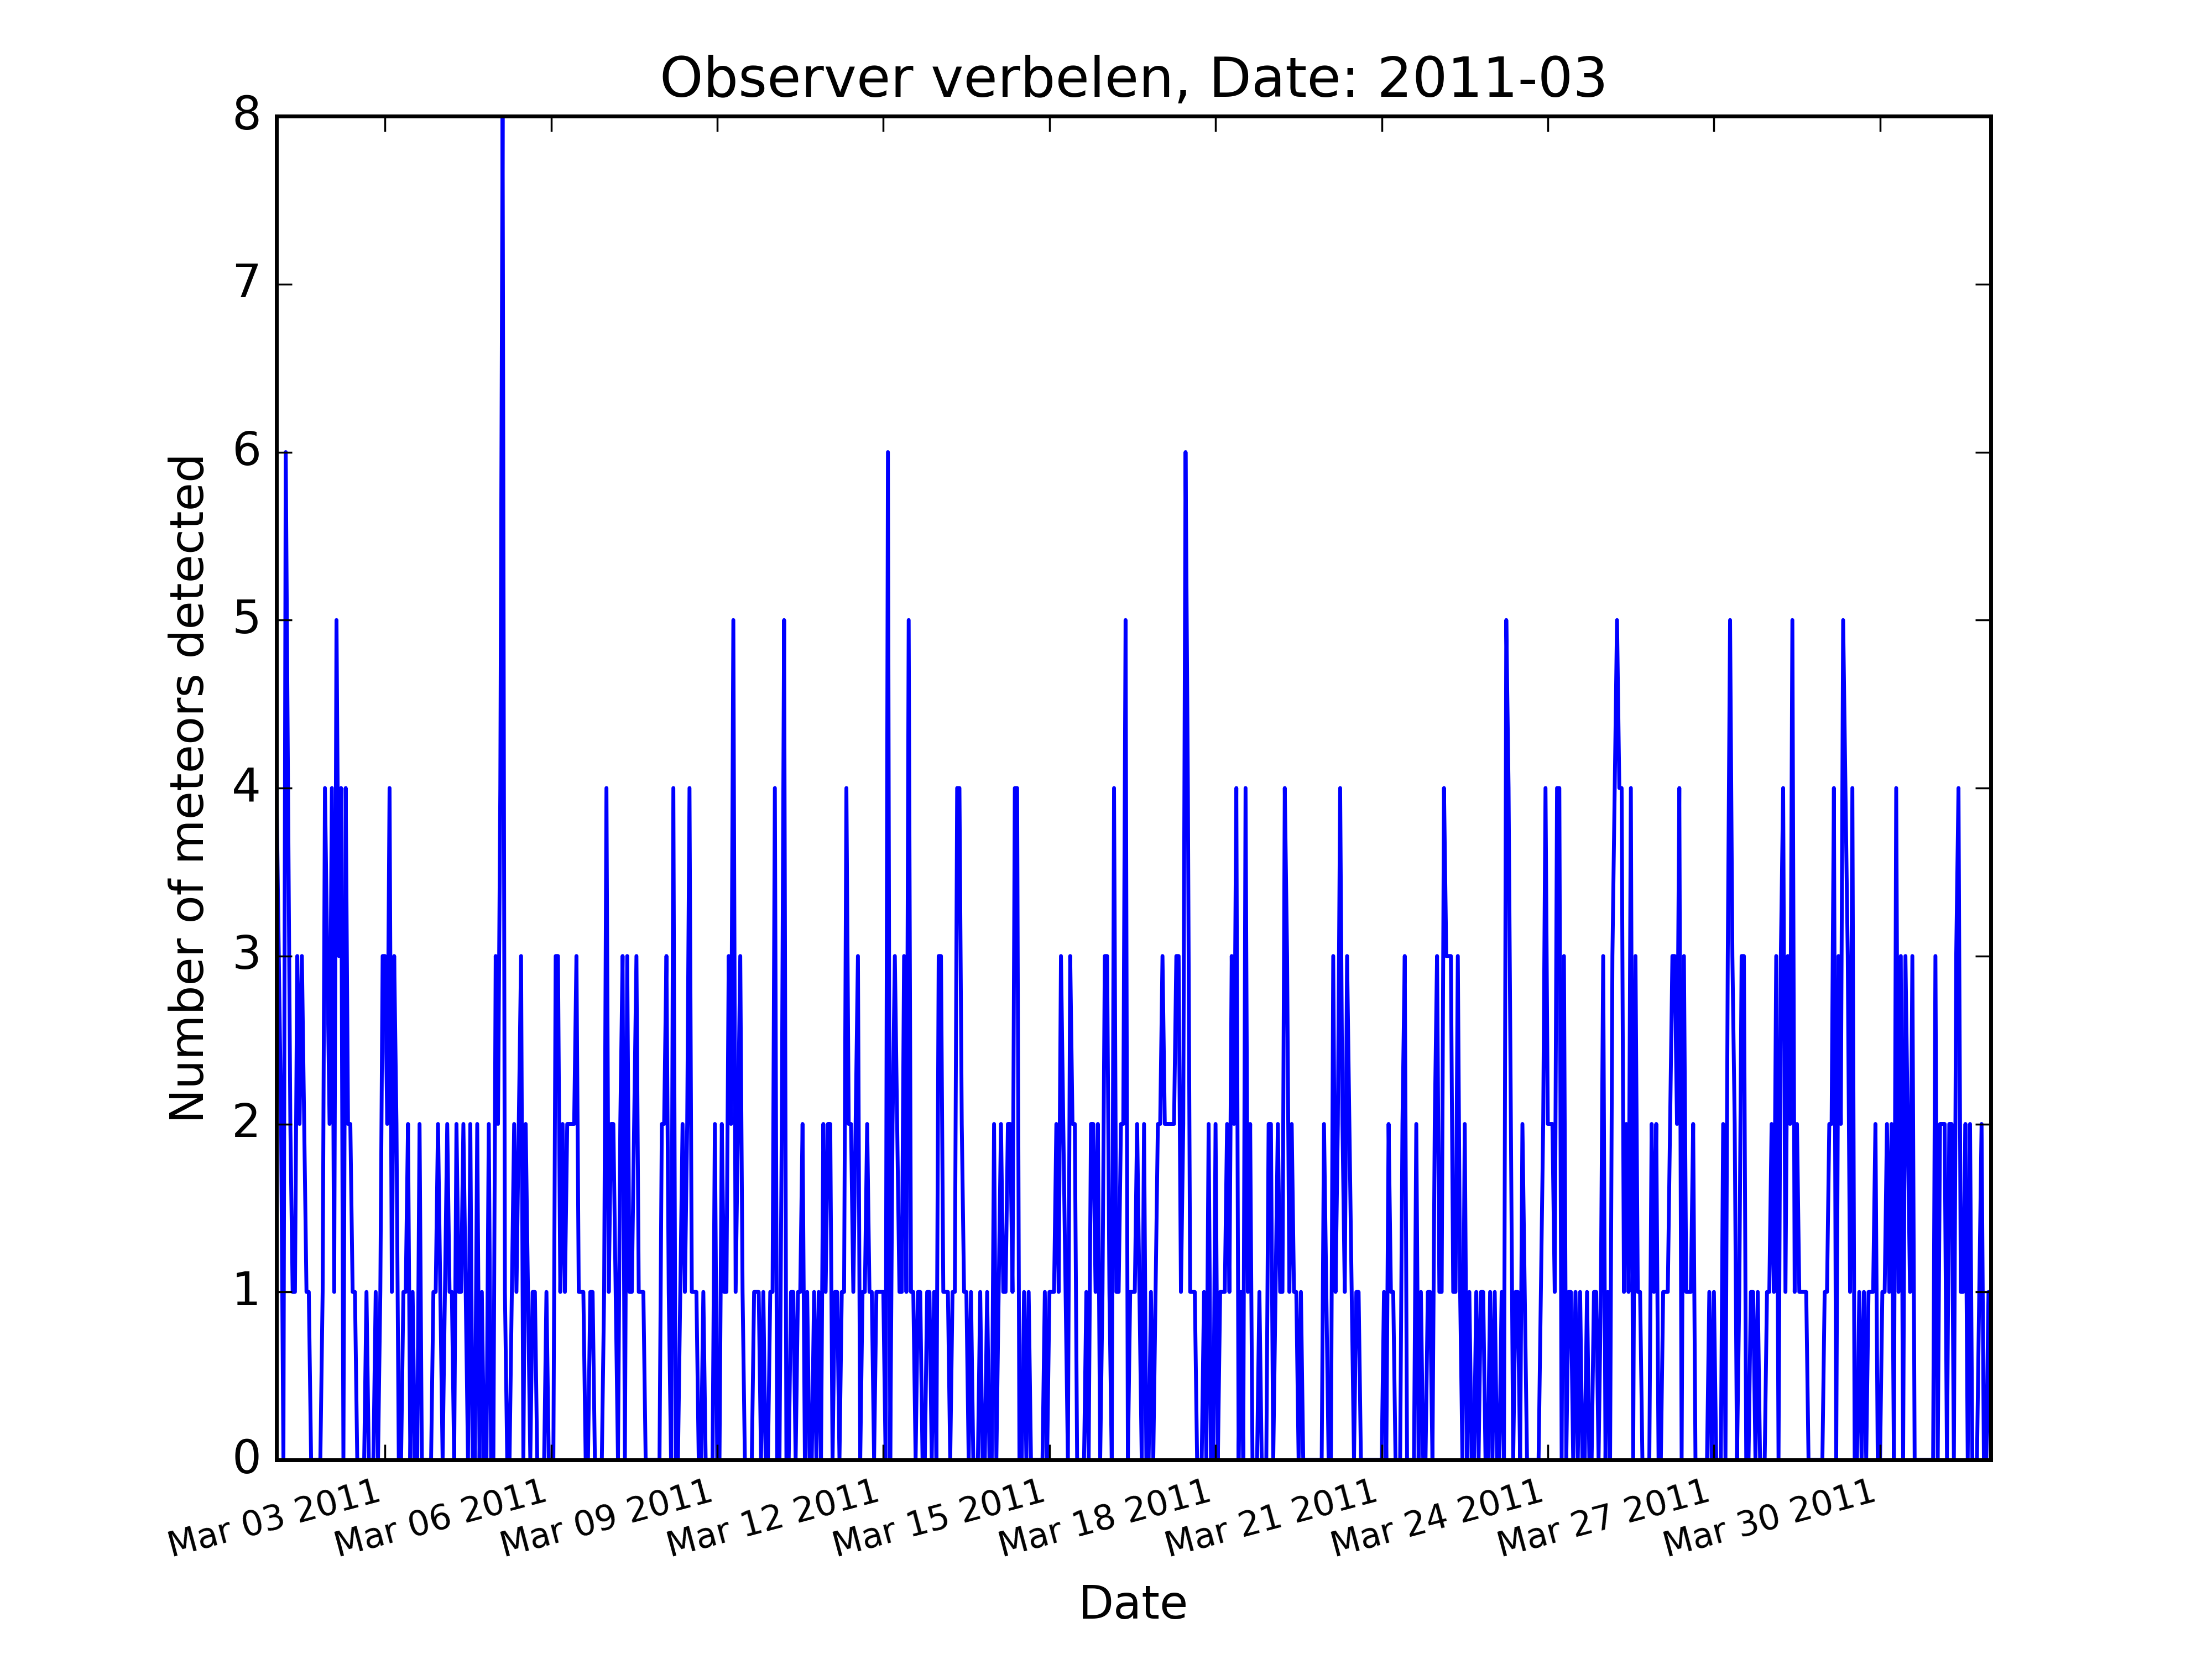 Observer verbelen, Date: 2011-03
8
7
6
5
4
3
2
1
0
Number of meteors detected
Mar 03 2011
Mar 06 2011
Mar 09 2011
Mar 12 2011
Mar 15 2011
Mar 18 2011
Mar 21 2011
Mar 24 2011
Mar 27 2011
Mar 30 2011
Date